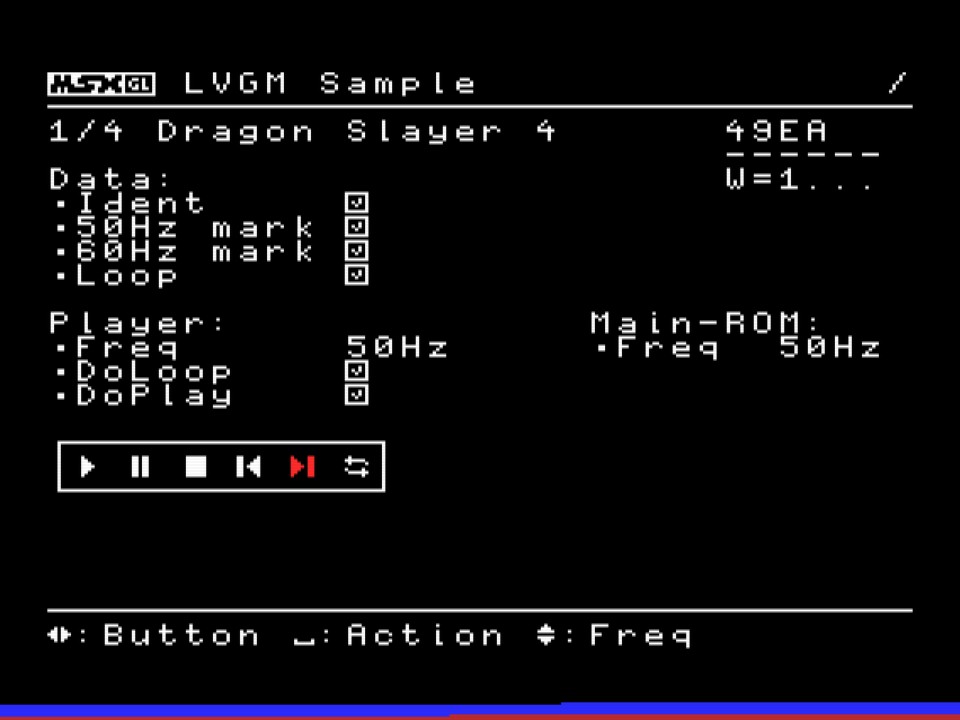 MSXGL LVGM Sample /
1/4 Dragon Slayer 4 49EA
------
Data: W=1...
·Ident ☑
·50Hz mark ☑
·60Hz mark ☑
·Loop ☑
Player: Main-ROM:
·Freq 50Hz ·Freq 50Hz
·DoLoop ☑
·DoPlay ☑
◀▶:Button ⎵:Action ▲▼:Freq